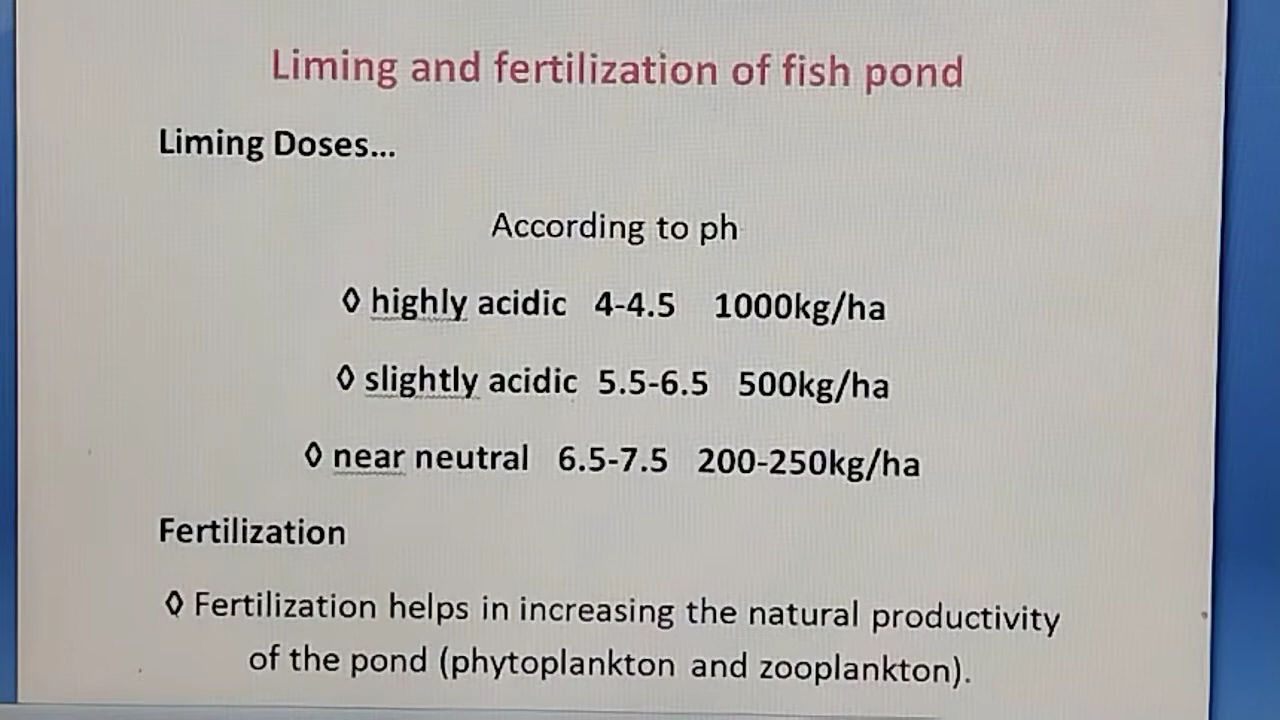 Liming and fertilization of fish pond
Liming Doses...
According to ph
◊ highly acidic 4-4.5 1000kg/ha
◊ slightly acidic 5.5-6.5 500kg/ha
◊ near neutral 6.5-7.5 200-250kg/ha
Fertilization
◊ Fertilization helps in increasing the natural productivity
of the pond (phytoplankton and zooplankton).